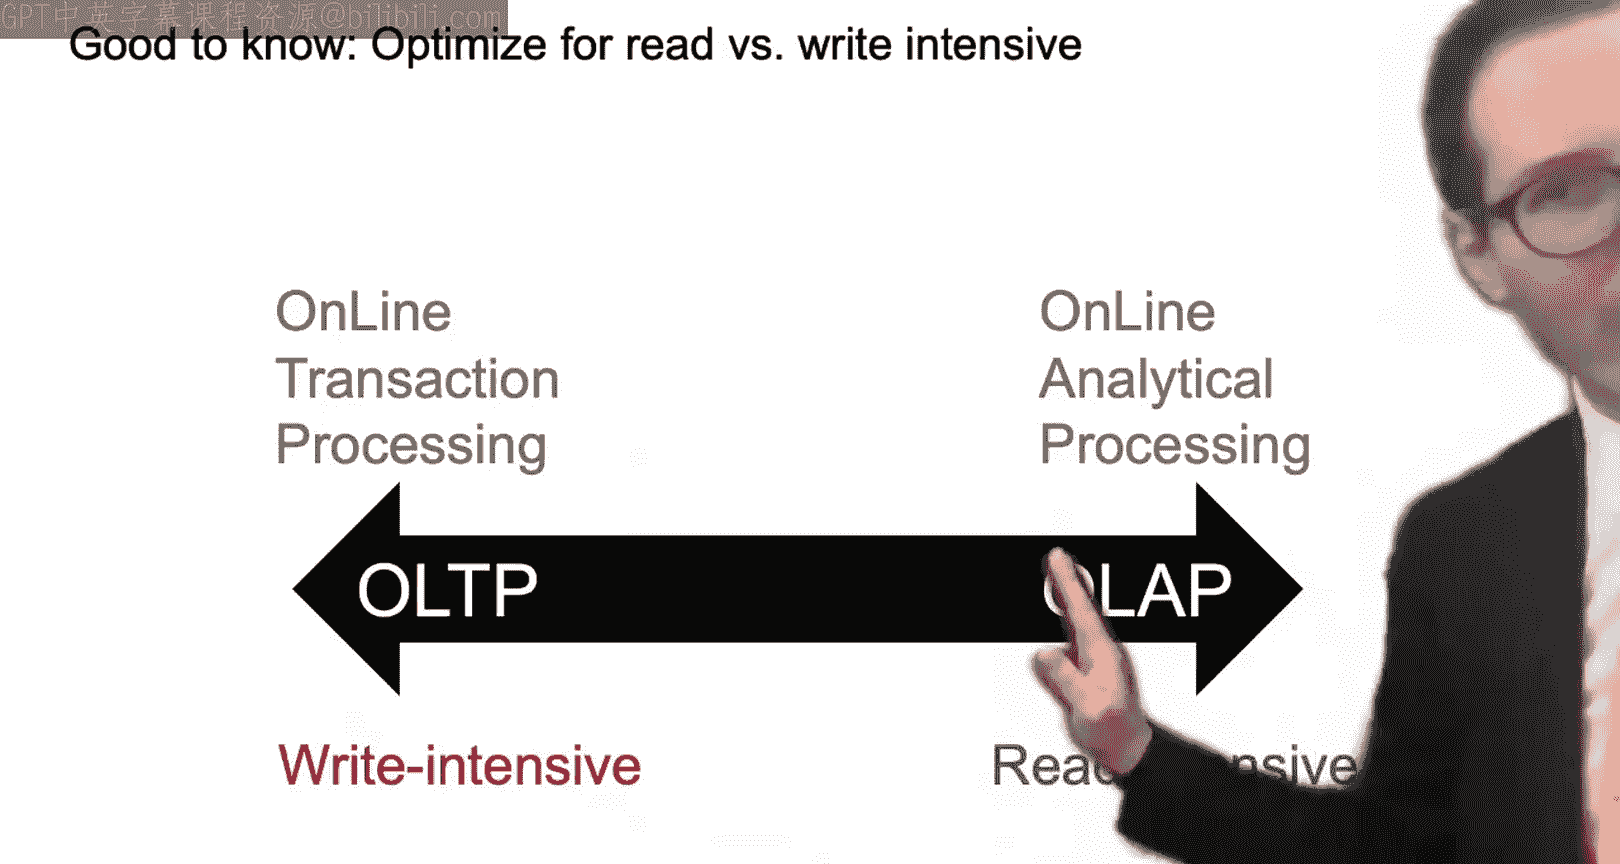 GPT中英字幕课程资源@bilibili.com
Good to know: Optimize for read vs. write intensive
OnLine
Transaction
Processing
OnLine
Analytical
Processing
OLTP
OLAP
Write-intensive